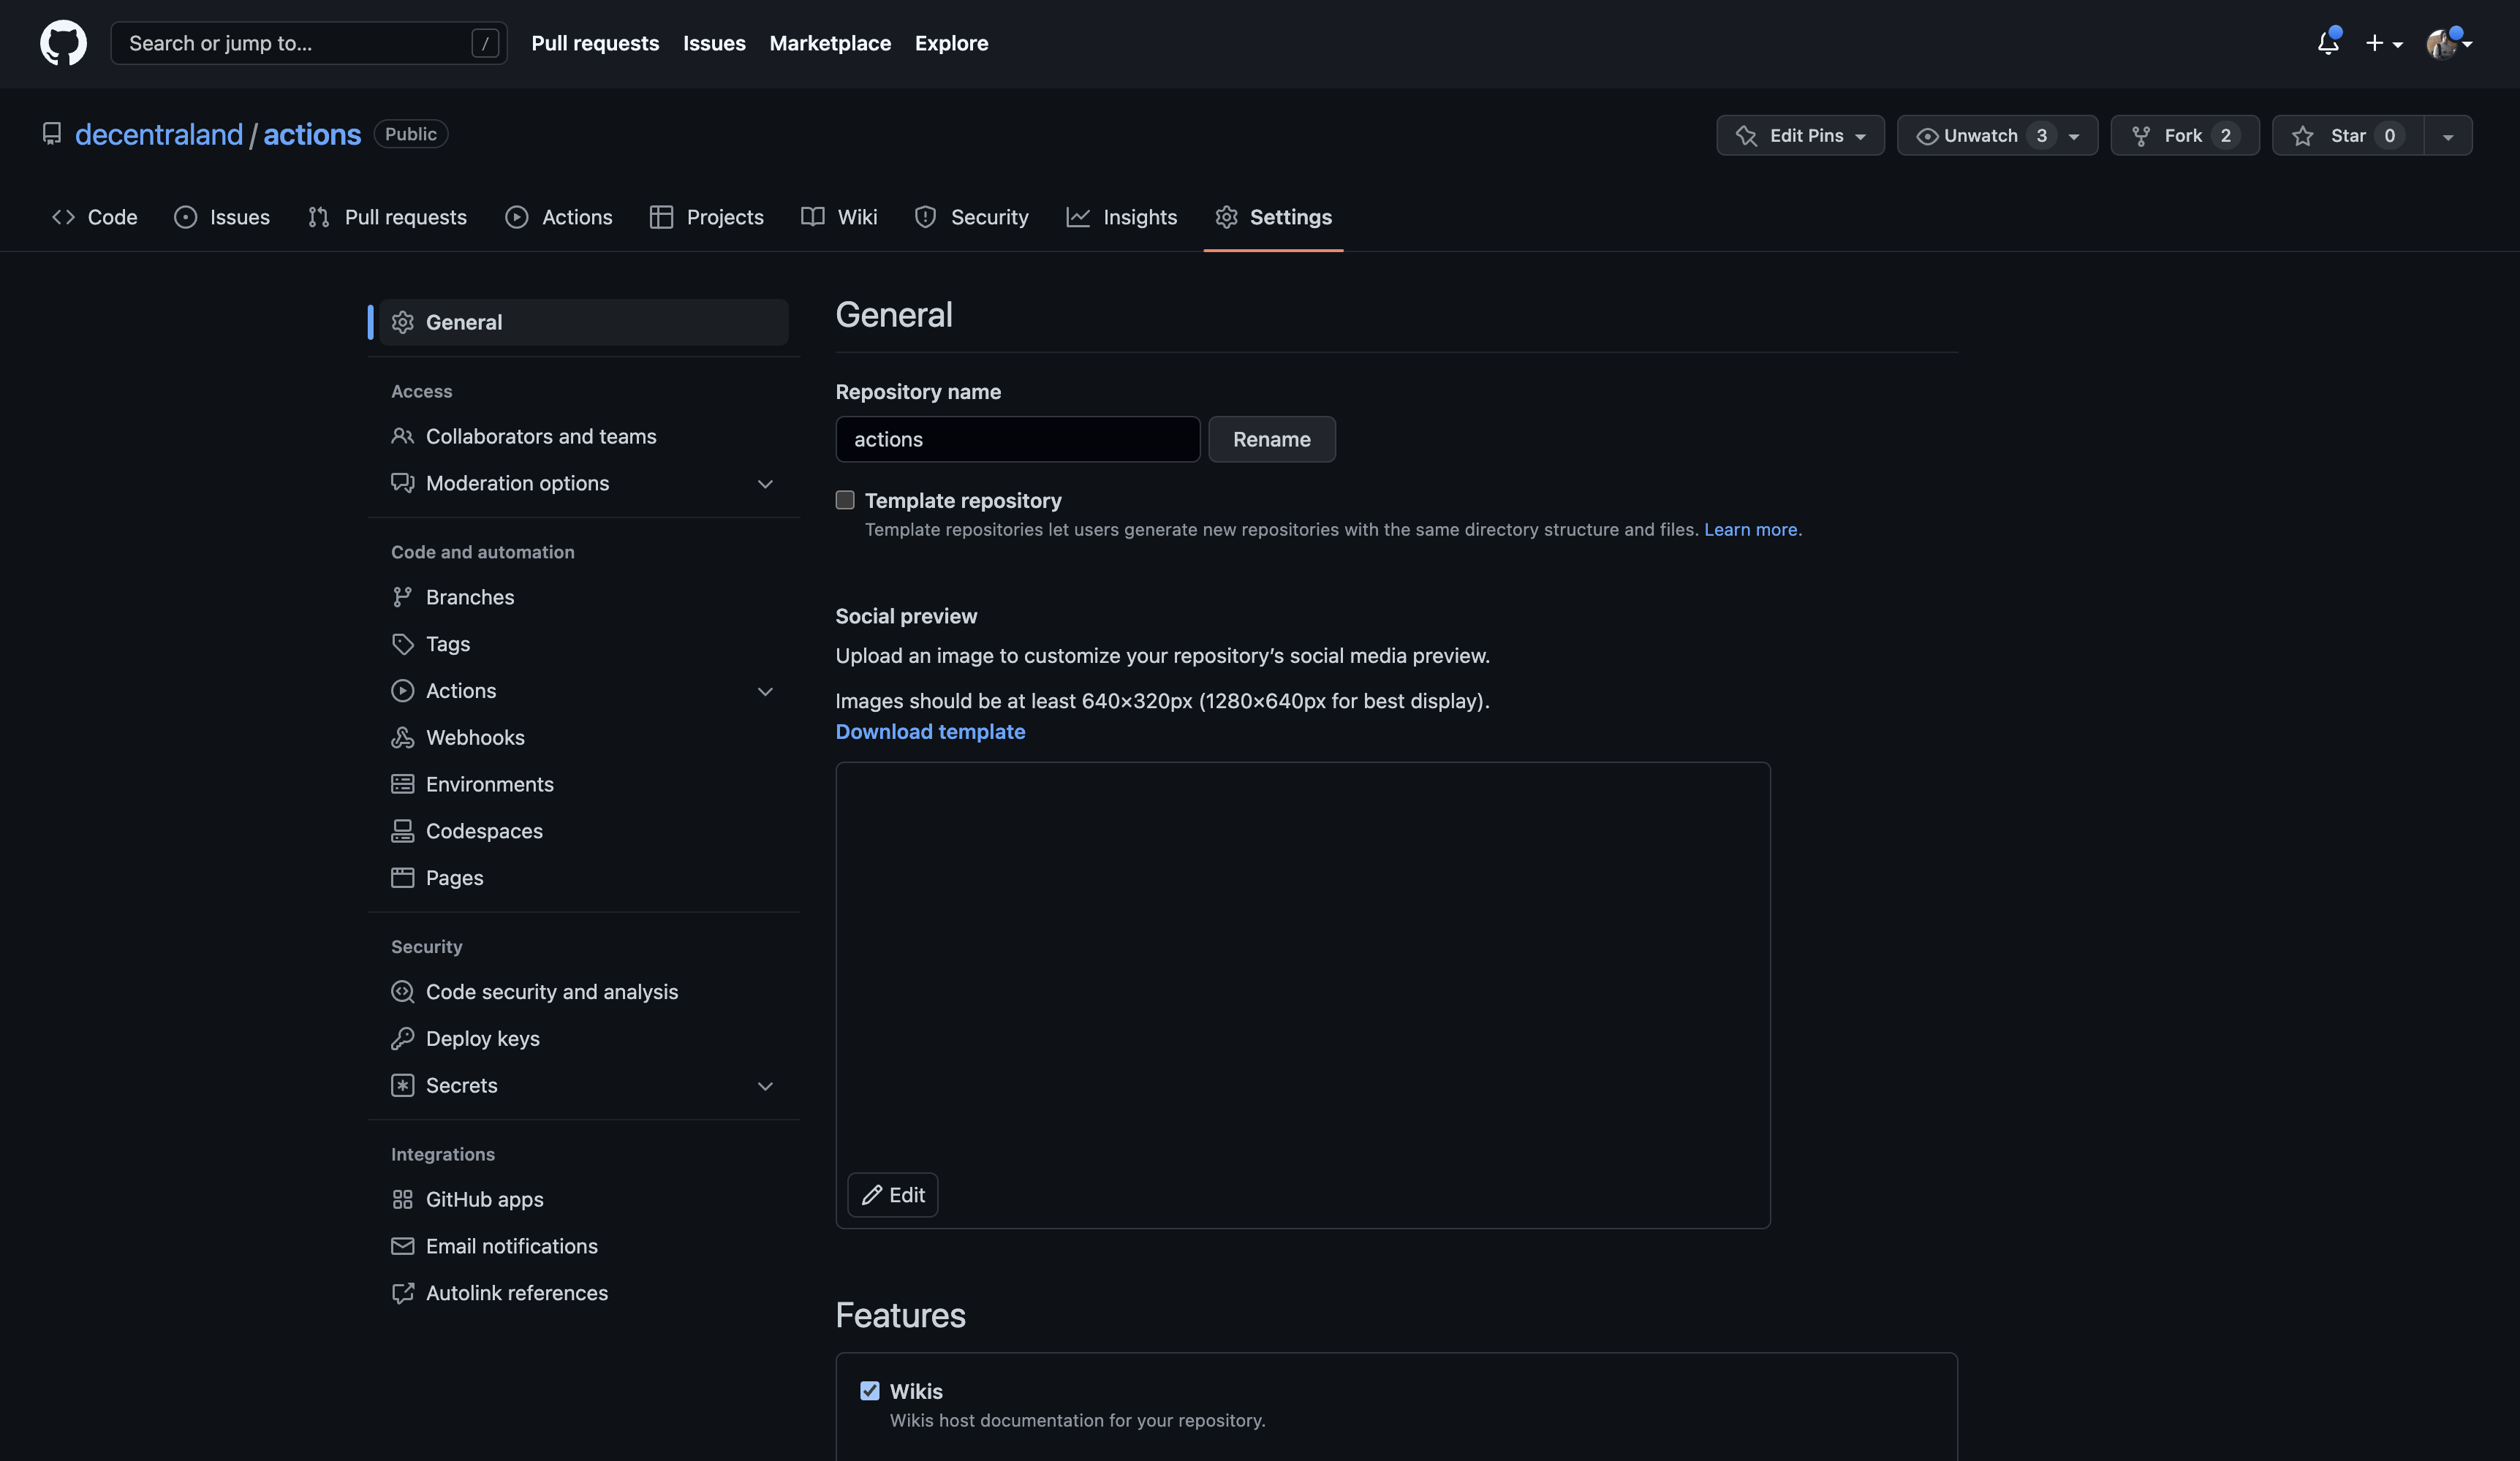 Search or jump to... /
Pull requests Issues Marketplace Explore
decentraland / actions Public
Edit Pins Unwatch 3 Fork 2 Star 0
Code Issues Pull requests Actions Projects Wiki Security Insights Settings
General
Access
Collaborators and teams
Moderation options
Code and automation
Branches
Tags
Actions
Webhooks
Environments
Codespaces
Pages
Security
Code security and analysis
Deploy keys
Secrets
Integrations
GitHub apps
Email notifications
Autolink references
General
Repository name
actions Rename
Template repository
Template repositories let users generate new repositories with the same directory structure and files. Learn more.
Social preview
Upload an image to customize your repository’s social media preview.
Images should be at least 640×320px (1280×640px for best display).
Download template
Edit
Features
Wikis
Wikis host documentation for your repository.